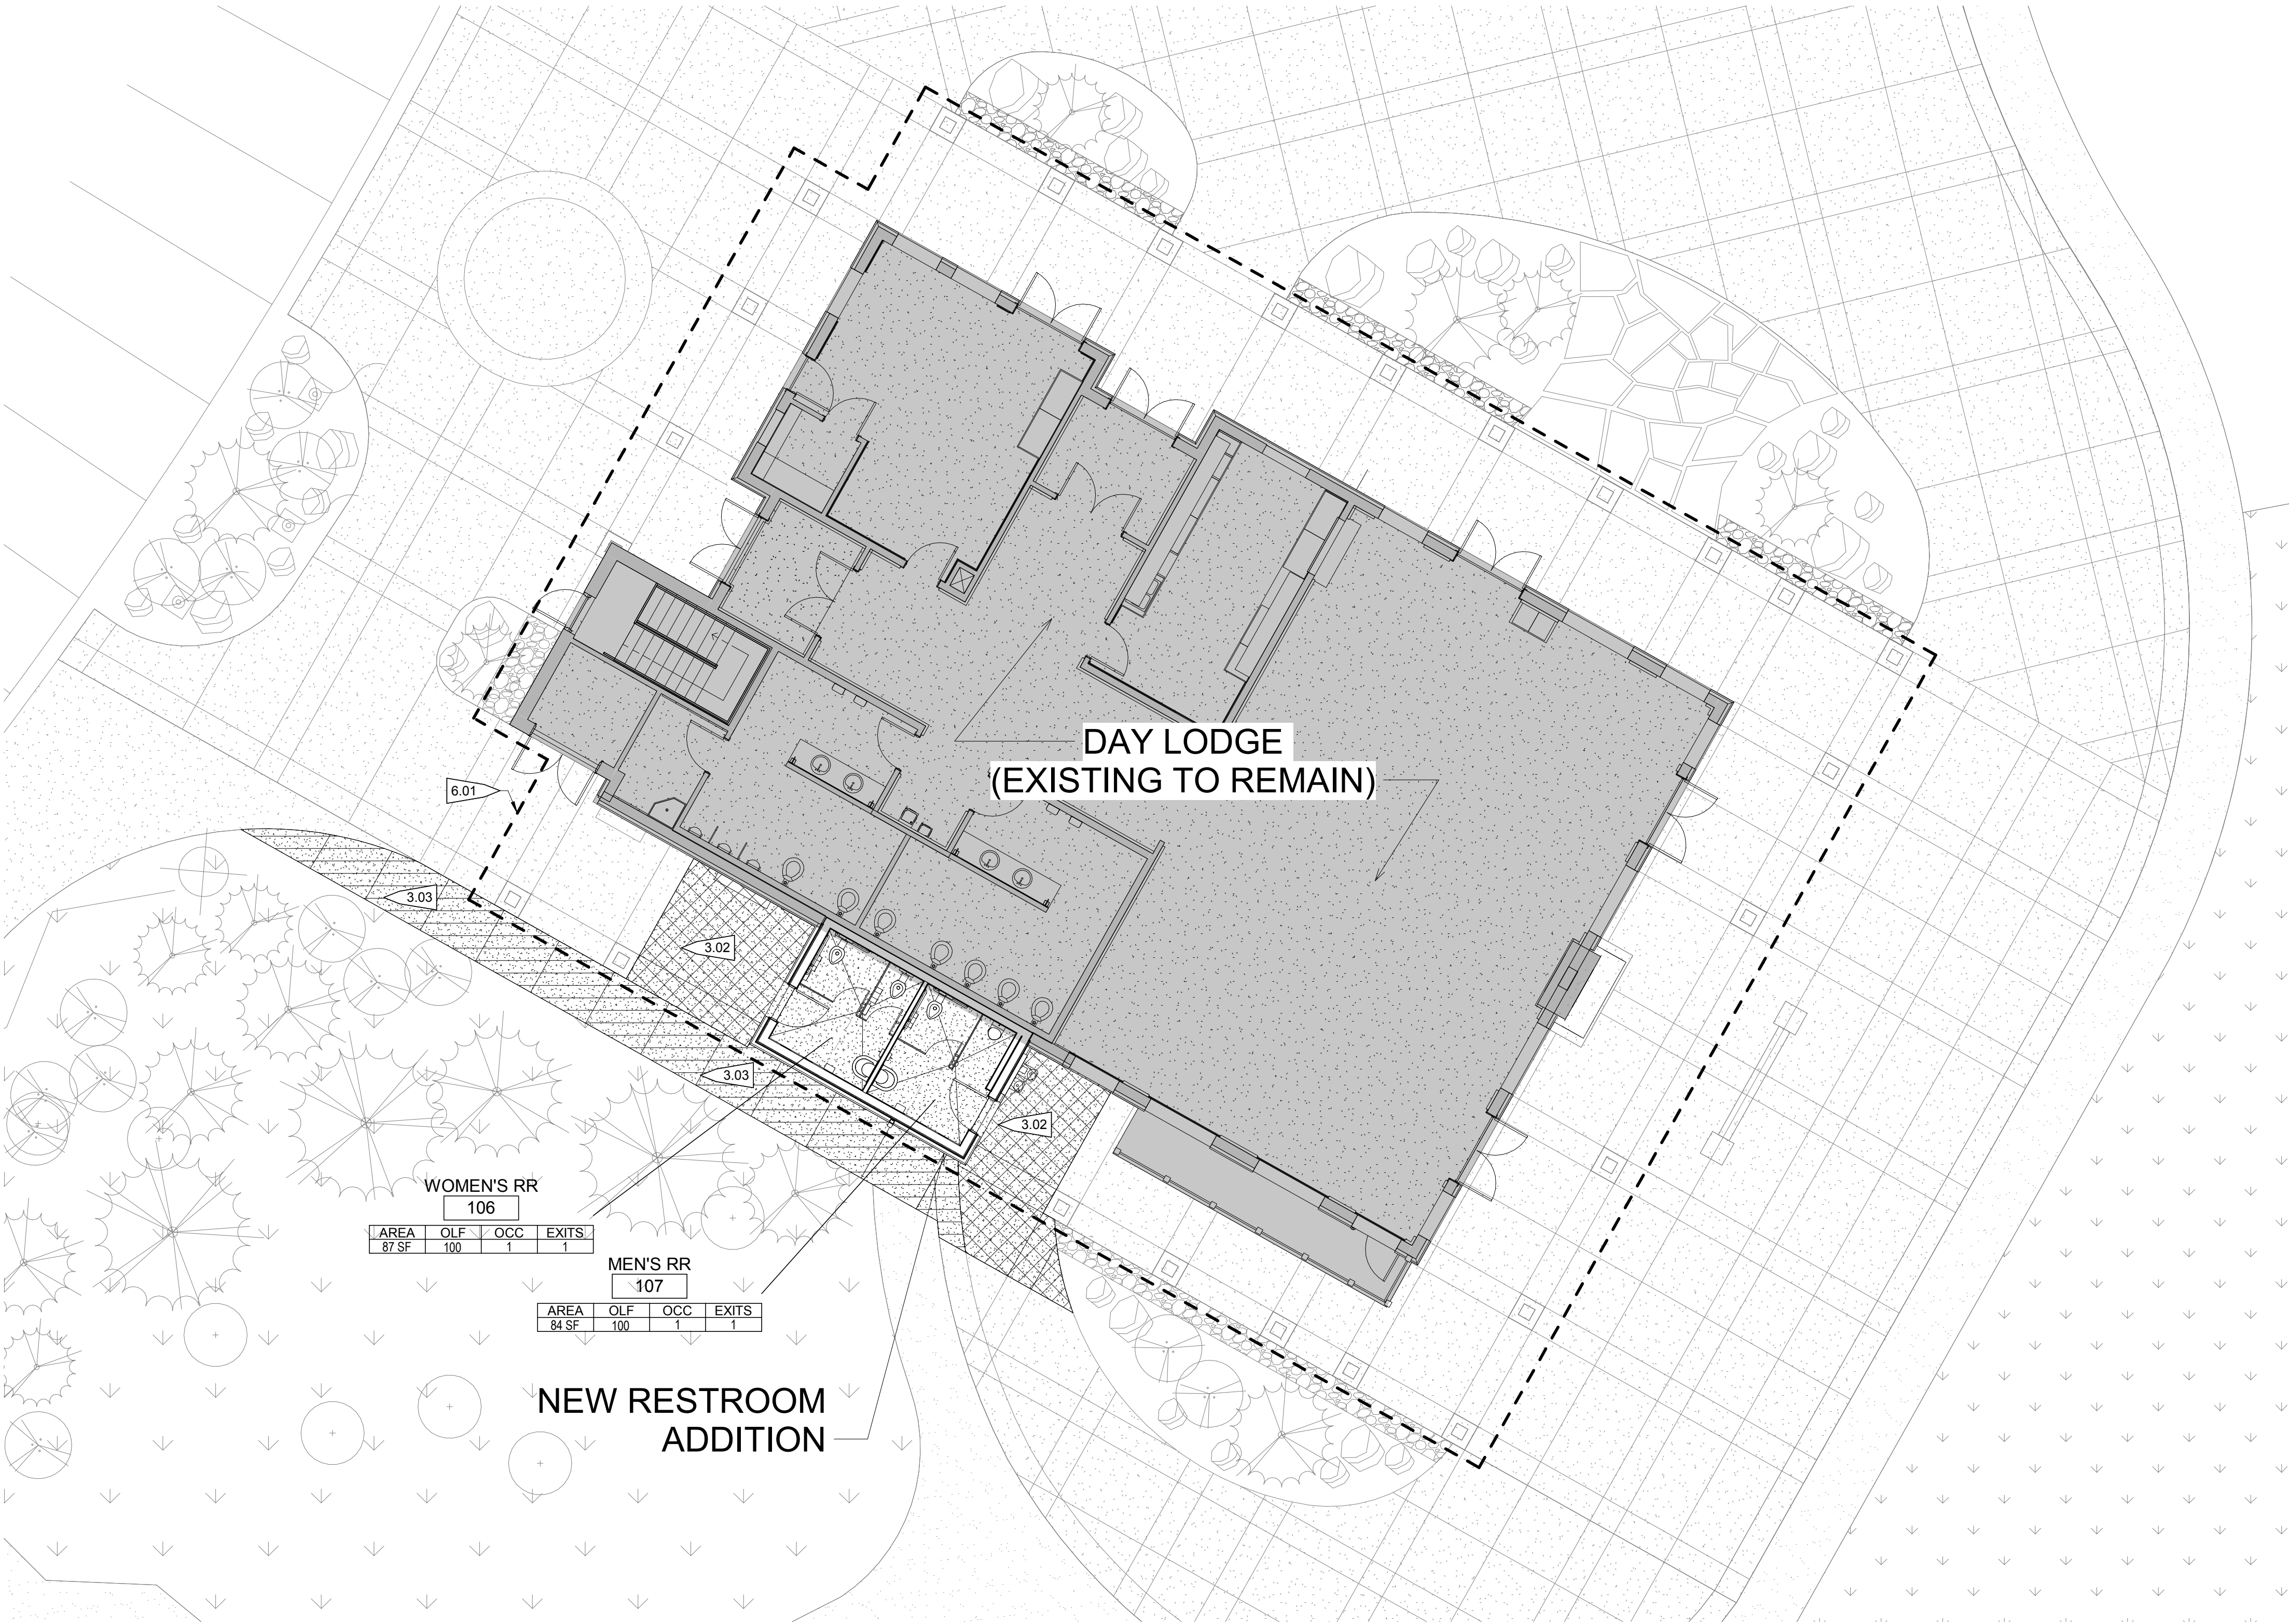 DAY LODGE
(EXISTING TO REMAIN)
6.01
3.03
3.02
3.03
3.02
WOMEN'S RR
106
AREA OLF OCC EXITS
87 SF 100 1 1
MEN'S RR
107
AREA OLF OCC EXITS
84 SF 100 1 1
NEW RESTROOM
ADDITION